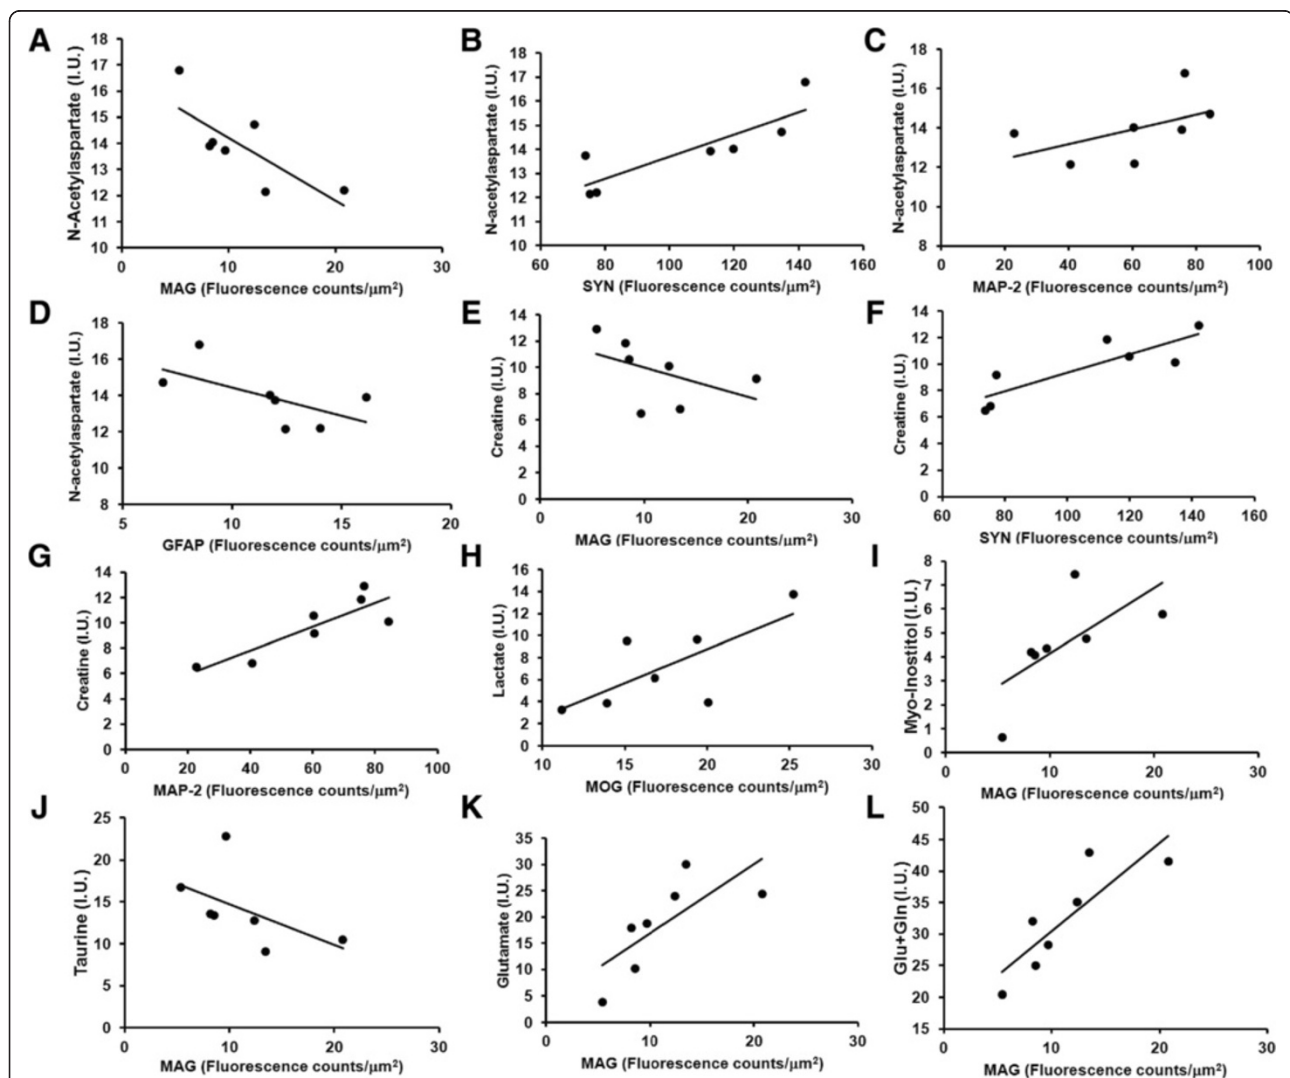 A
N-Acetylaspartate (I.U.)
18
17
16
15
14
13
12
11
10
0 10 20 30
MAG (Fluorescence counts/μm²)
B
N-acetylaspartate (I.U.)
18
17
16
15
14
13
12
11
10
60 80 100 120 140 160
SYN (Fluorescence counts/μm²)
C
N-acetylaspartate (I.U.)
18
16
14
12
10
8
0 20 40 60 80 100
MAP-2 (Fluorescence counts/μm²)
D
N-acetylaspartate (I.U.)
18
16
14
12
10
8
5 10 15 20
GFAP (Fluorescence counts/μm²)
E
Creatine (I.U.)
14
12
10
8
6
4
2
0
0 10 20 30
MAG (Fluorescence counts/μm²)
F
Creatine (I.U.)
14
12
10
8
6
4
2
0
60 80 100 120 140 160
SYN (Fluorescence counts/μm²)
G
Creatine (I.U.)
14
12
10
8
6
4
2
0
0 20 40 60 80 100
MAP-2 (Fluorescence counts/μm²)
H
Lactate (I.U.)
16
14
12
10
8
6
4
2
0
10 15 20 25 30
MOG (Fluorescence counts/μm²)
I
Myo-Inostitol (I.U.)
8
7
6
5
4
3
2
1
0
0 10 20 30
MAG (Fluorescence counts/μm²)
J
Taurine (I.U.)
25
20
15
10
5
0
0 10 20 30
MAG (Fluorescence counts/μm²)
K
Glutamate (I.U.)
35
30
25
20
15
10
5
0
0 10 20 30
MAG (Fluorescence counts/μm²)
L
Glu+Gln (I.U.)
50
45
40
35
30
25
20
15
0 10 20 30
MAG (Fluorescence counts/μm²)